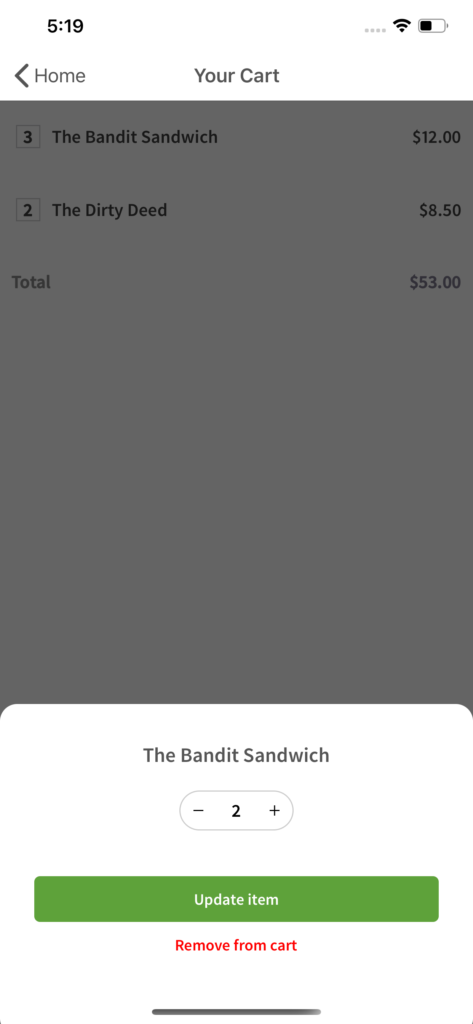 5:19
Home Your Cart
3 The Bandit Sandwich $12.00
2 The Dirty Deed $8.50
Total $53.00
The Bandit Sandwich
− 2 +
Update item
Remove from cart